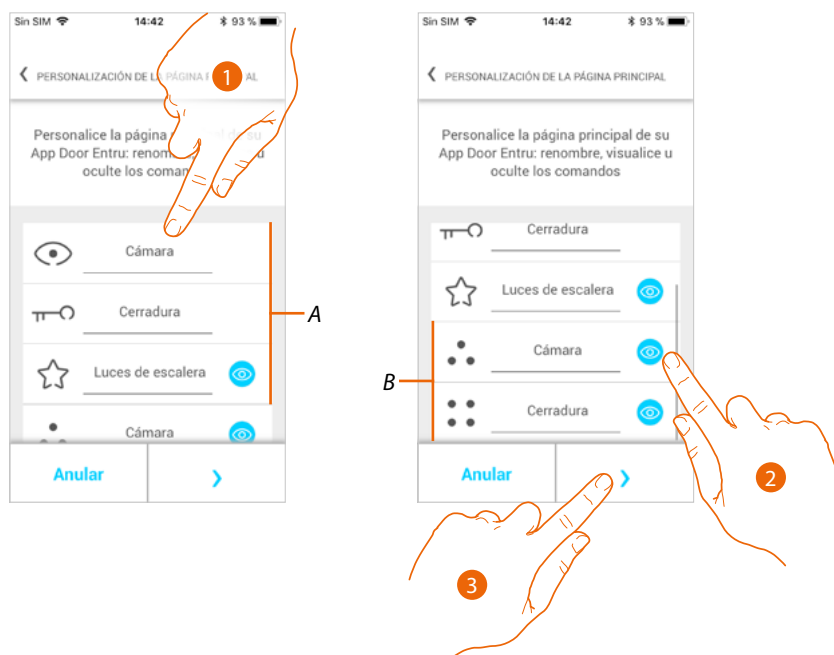 Sin SIM 14:42 93 %
PERSONALIZACIÓN DE LA PÁGINA AL
1
Personalice la página de su
App Door Entru: renom u
oculte los coman
Cámara
Cerradura
Luces de escalera
Cámara
A
Anular
Sin SIM 14:42 93 %
PERSONALIZACIÓN DE LA PÁGINA PRINCIPAL
Personalice la página principal de su
App Door Entru: renombre, visualice u
oculte los comandos
Cerradura
Luces de escalera
Cámara
Cerradura
B
Anular
2
3